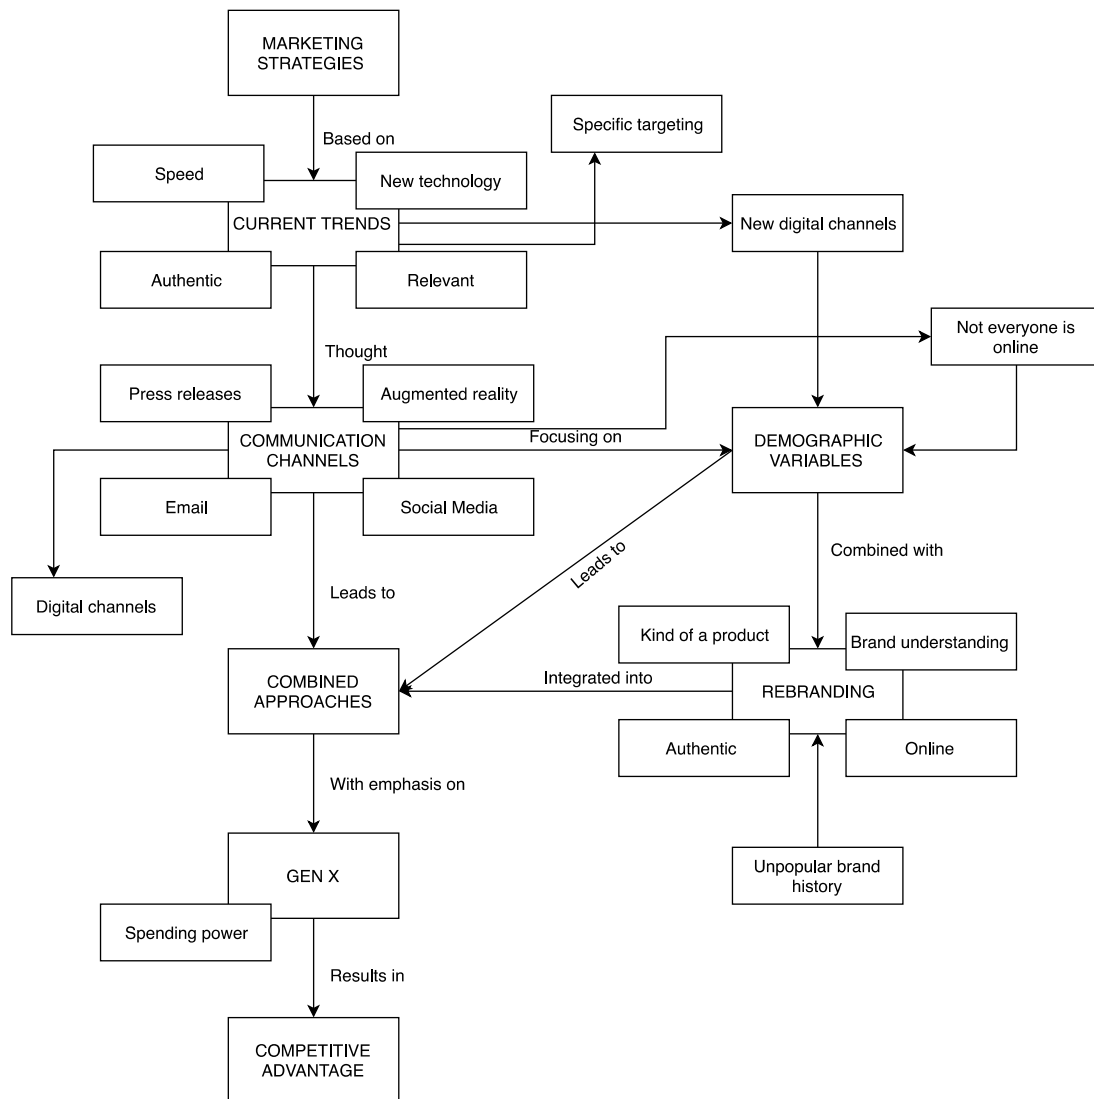 MARKETING
STRATEGIES
Based on
Specific targeting
Speed
New technology
CURRENT TRENDS
New digital channels
Authentic
Relevant
Thought
Not everyone is
online
Press releases
Augmented reality
COMMUNICATION
CHANNELS
Focusing on
DEMOGRAPHIC
VARIABLES
Email
Social Media
Digital channels
Leads to
Leads to
Combined with
Kind of a product
Brand understanding
COMBINED
APPROACHES
Integrated into
REBRANDING
Authentic
Online
With emphasis on
Unpopular brand
history
GEN X
Spending power
Results in
COMPETITIVE
ADVANTAGE